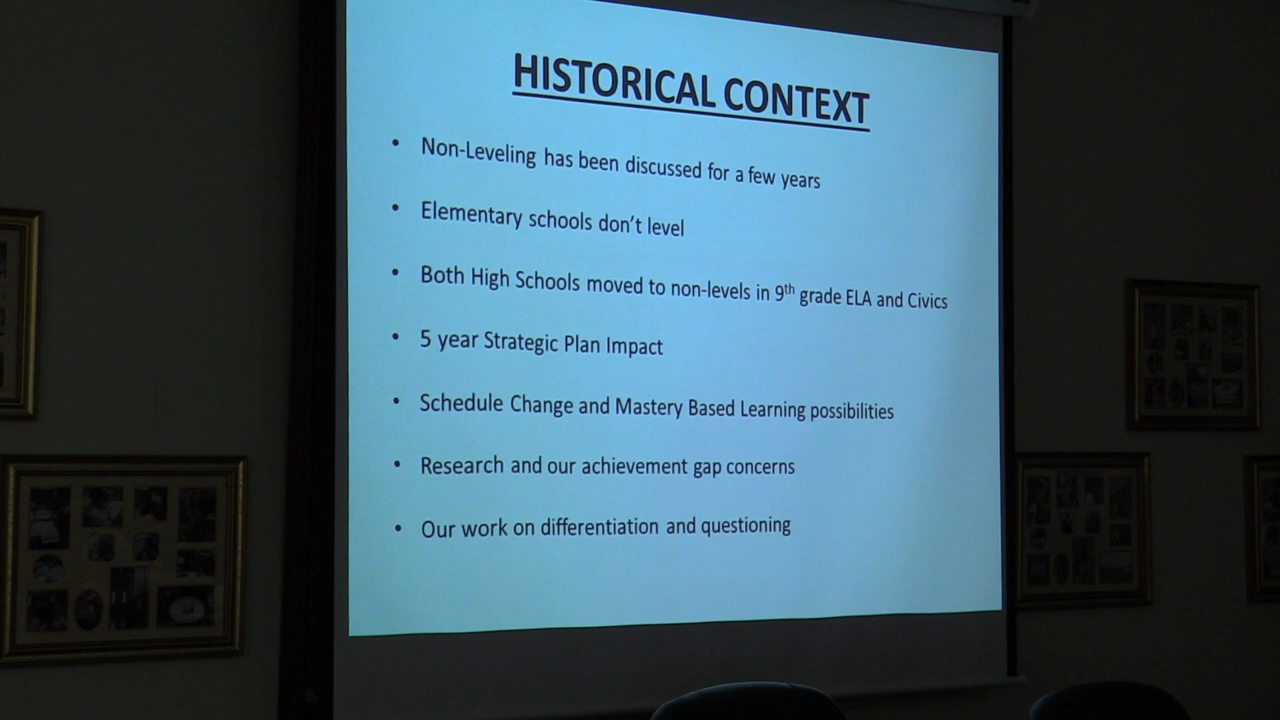 HISTORICAL CONTEXT
• Non-Leveling has been discussed for a few years
• Elementary schools don’t level
• Both High Schools moved to non-levels in 9th grade ELA and Civics
• 5 year Strategic Plan Impact
• Schedule Change and Mastery Based Learning possibilities
• Research and our achievement gap concerns
• Our work on differentiation and questioning